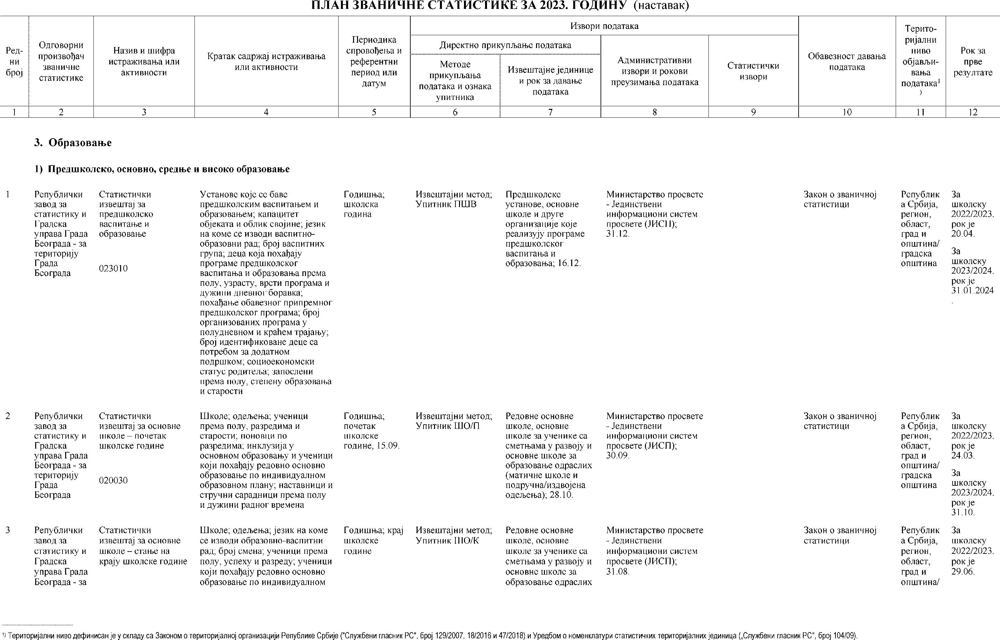 ПЛАН ЗВАНИЧНЕ СТАТИСТИКЕ ЗА 2023. ГОДИНУ (наставак)
Ред-
ни
број
Одговорни
произвођач
званичне
статистике
Назив и шифра
истраживања или
активности
Кратак садржај истраживања
или активности
Периодика
спровођења и
референтни
период или
датум
Извори података
Директно прикупљање података
Методе
прикупљања
података и ознака
упитника
Извештајне јединице
и рок за давање
података
Административни
извори и рокови
преузимања података
Статистички
извори
Обавезност давања
података
Терито-
ријални
ниво
објављи-
вања
података¹
)
Рок за
прве
резултате
1 2 3 4 5 6 7 8 9 10 11 12
3. Образовање
1) Предшколско, основно, средње и високо образовање
1
Републички
завод за
статистику и
Градска
управа Града
Београда - за
територију
Града
Београда
Статистички
извештај за
предшколско
васпитање и
образовање
023010
Установе које се баве
предшколским васпитањем и
образовањем; капацитет
објеката и облик својине; језик
на коме се изводи васпитно-
образовни рад; број васпитних
група; деца која похађају
програме предшколског
васпитања и образовања према
полу, узрасту, врсти програма и
дужини дневног боравка;
похађање обавезног припремног
предшколског програма; број
организованих програма у
полудневном и краћем трајању;
број идентификоване деце са
потребом за додатном
подршком; социоекономски
статус родитеља; запослени
према полу, степену образовања
и старости
Годишња;
школска
година
Извештајни метод;
Упитник ПШВ
Предшколске
установе, основне
школе и друге
организације које
реализују програме
предшколског
васпитања и
образовања; 16.12.
Министарство просвете
- Јединствени
информациони систем
просвете (ЈИСП);
31.12.
Закон о званичној
статистици
Републик
а Србија,
регион,
област,
град и
општина/
градска
општина
За
школску
2022/2023.
рок је
20.04.
За
школску
2023/2024.
рок је
31.01.2024
.
2
Републички
завод за
статистику и
Градска
управа Града
Београда - за
територију
Града
Београда
Статистички
извештај за основне
школе – почетак
школске године
020030
Школе; одељења; ученици
према полу, разредима и
старости; поновци по
разредима; инклузија у
основном образовању и ученици
који похађају редовно основно
образовање по индивидуалном
образовном плану; наставници и
стручни сарадници према полу
и дужини радног времена
Годишња;
почетак
школске
године, 15.09.
Извештајни метод;
Упитник ШО/П
Редовне основне
школе, основне
школе за ученике са
сметњама у развоју и
основне школе за
образовање одраслих
(матичне школе и
подручна/издвојена
одељења); 28.10.
Министарство просвете
- Јединствени
информациони систем
просвете (ЈИСП);
30.09.
Закон о званичној
статистици
Републик
а Србија,
регион,
област,
град и
општина/
градска
општина
За
школску
2022/2023.
рок је
24.03.
За
школску
2023/2024.
рок је
31.10.
3
Републички
завод за
статистику и
Градска
управа Града
Београда - за
Статистички
извештај за основне
школе – стање на
крају школске године
Школе; одељења; језик на коме
се изводи образовно-васпитни
рад; број смена; ученици према
полу, успеху и разреду; ученици
који похађају редовно основно
образовање по индивидуалном
Годишња; крај
школске
године
Извештајни метод;
Упитник ШО/К
Редовне основне
школе, основне
школе за ученике са
сметњама у развоју и
основне школе за
образовање одраслих
Министарство просвете
- Јединствени
информациони систем
просвете (ЈИСП);
31.08.
Закон о званичној
статистици
Републик
а Србија,
регион,
област,
град и
општина/
За
школску
2022/2023.
рок је
29.06.
¹⁾ Територијални ниво дефинисан је у складу са Законом о територијалној организацији Републике Србије ("Службени гласник РС", број 129/2007, 18/2016 и 47/2018) и Уредбом о номенклатури статистичких територијалних јединица („Службени гласник РС", број 104/09).